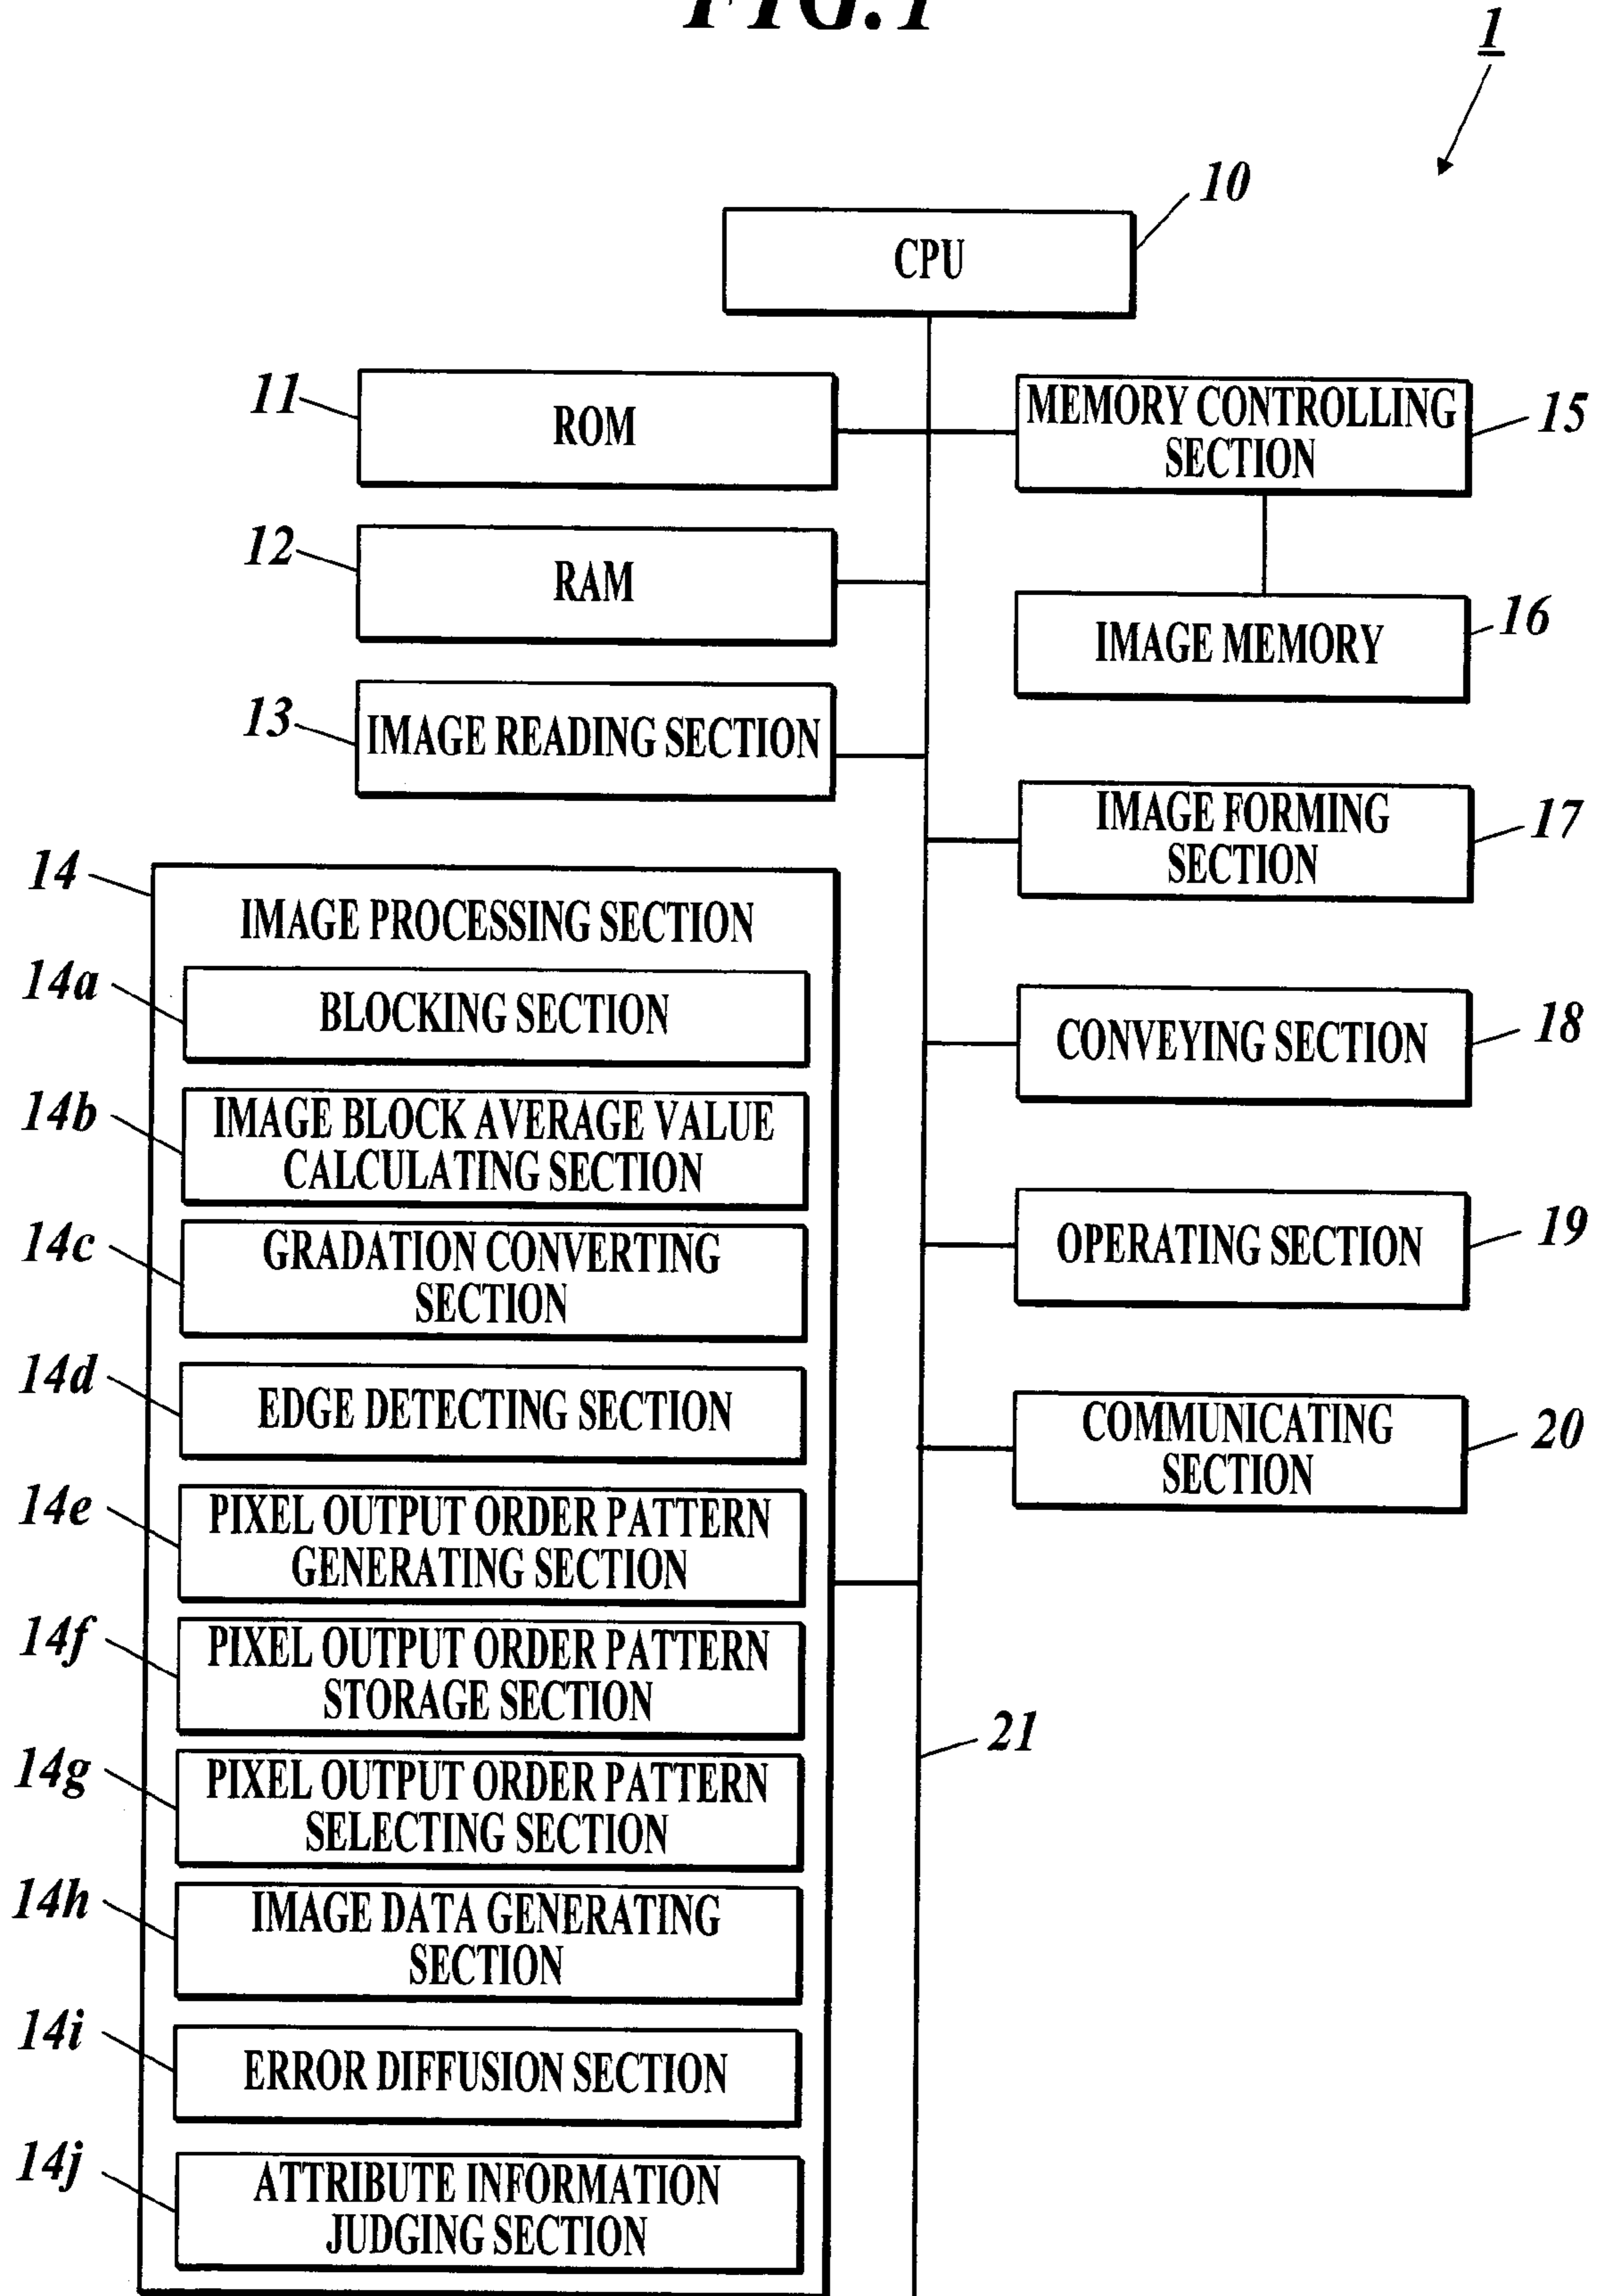 FIG.1
1
10
CPU
11
ROM
MEMORY CONTROLLING
SECTION
15
12
RAM
IMAGE MEMORY
16
13
IMAGE READING SECTION
IMAGE FORMING
SECTION
17
14
IMAGE PROCESSING SECTION
14a
BLOCKING SECTION
CONVEYING SECTION
18
14b
IMAGE BLOCK AVERAGE VALUE
CALCULATING SECTION
14c
GRADATION CONVERTING
SECTION
OPERATING SECTION
19
14d
EDGE DETECTING SECTION
COMMUNICATING
SECTION
20
14e
PIXEL OUTPUT ORDER PATTERN
GENERATING SECTION
14f
PIXEL OUTPUT ORDER PATTERN
STORAGE SECTION
21
14g
PIXEL OUTPUT ORDER PATTERN
SELECTING SECTION
14h
IMAGE DATA GENERATING
SECTION
14i
ERROR DIFFUSION SECTION
14j
ATTRIBUTE INFORMATION
JUDGING SECTION